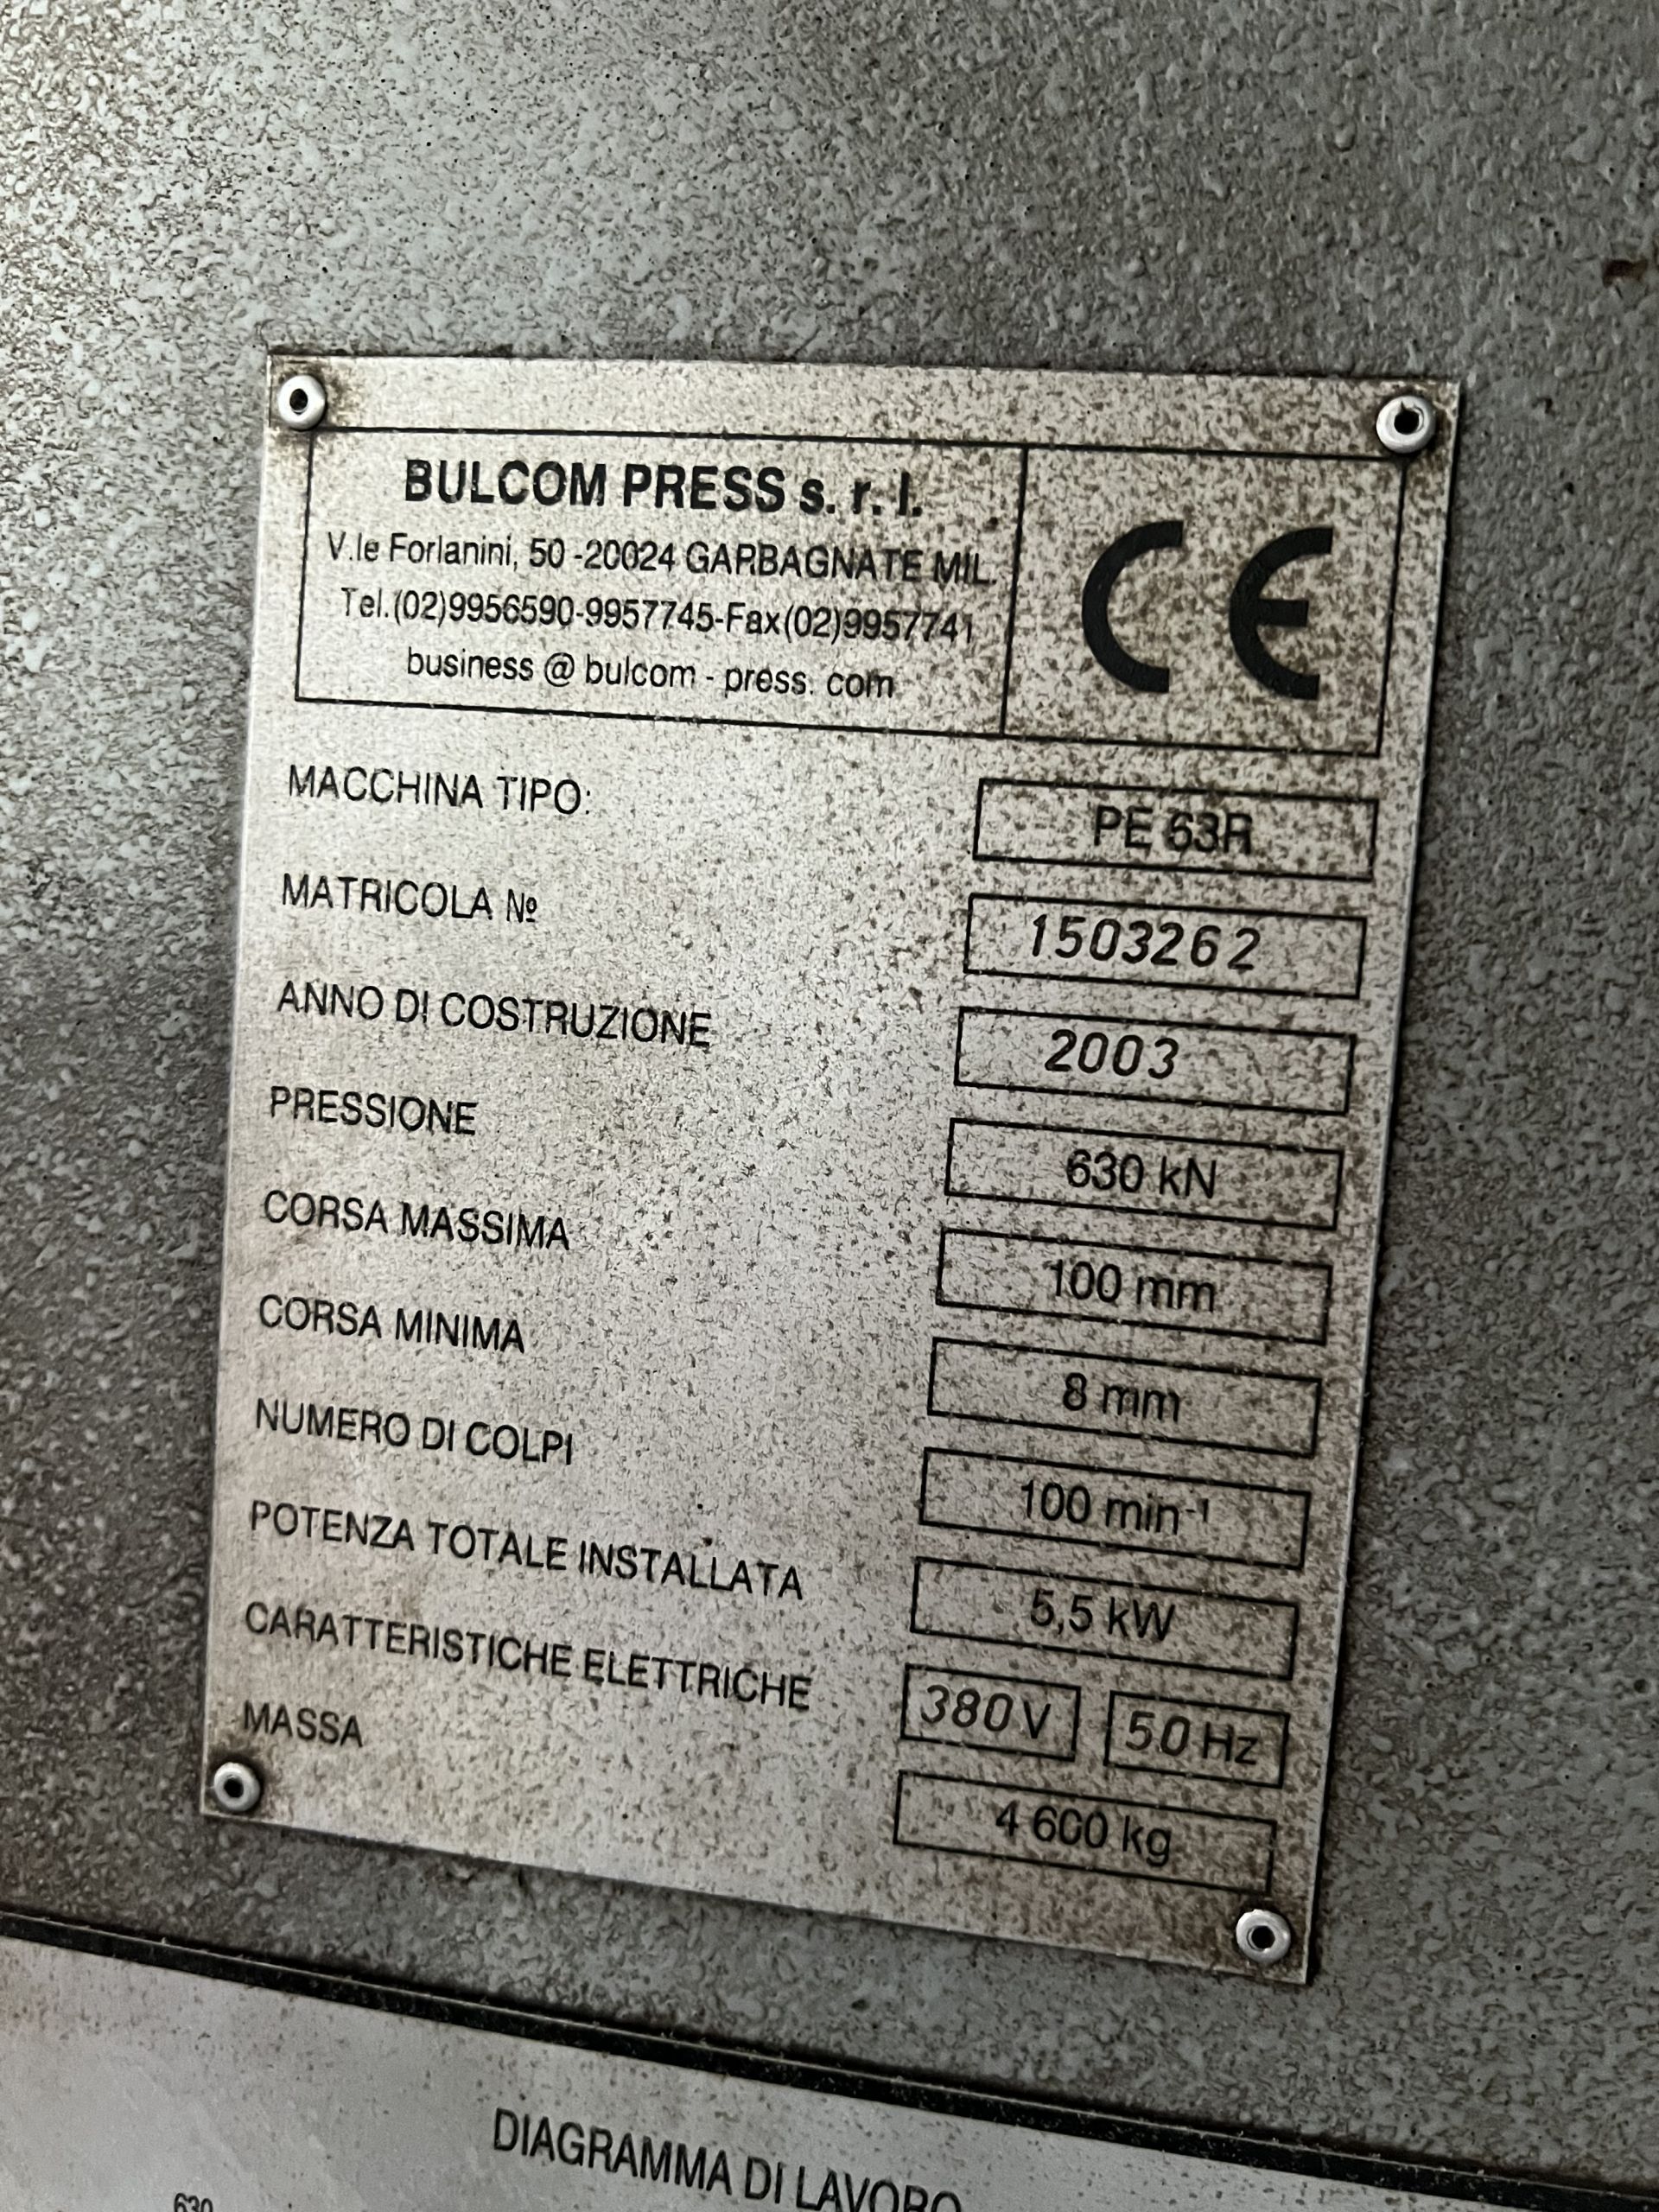 BULCOM PRESS s. r. l.
V.le Forlanini, 50 -20024 GARBAGNATE MIL.
Tel.(02)9956590-9957745-Fax(02)9957741
business @ bulcom - press. com
CE
MACCHINA TIPO: PE 63R
MATRICOLA Nº 1503262
ANNO DI COSTRUZIONE 2003
PRESSIONE 630 kN
CORSA MASSIMA 100 mm
CORSA MINIMA 8 mm
NUMERO DI COLPI 100 min⁻¹
POTENZA TOTALE INSTALLATA 5,5 kW
CARATTERISTICHE ELETTRICHE 380 V 50 Hz
MASSA 4 600 kg
DIAGRAMMA DI LAVORO
630